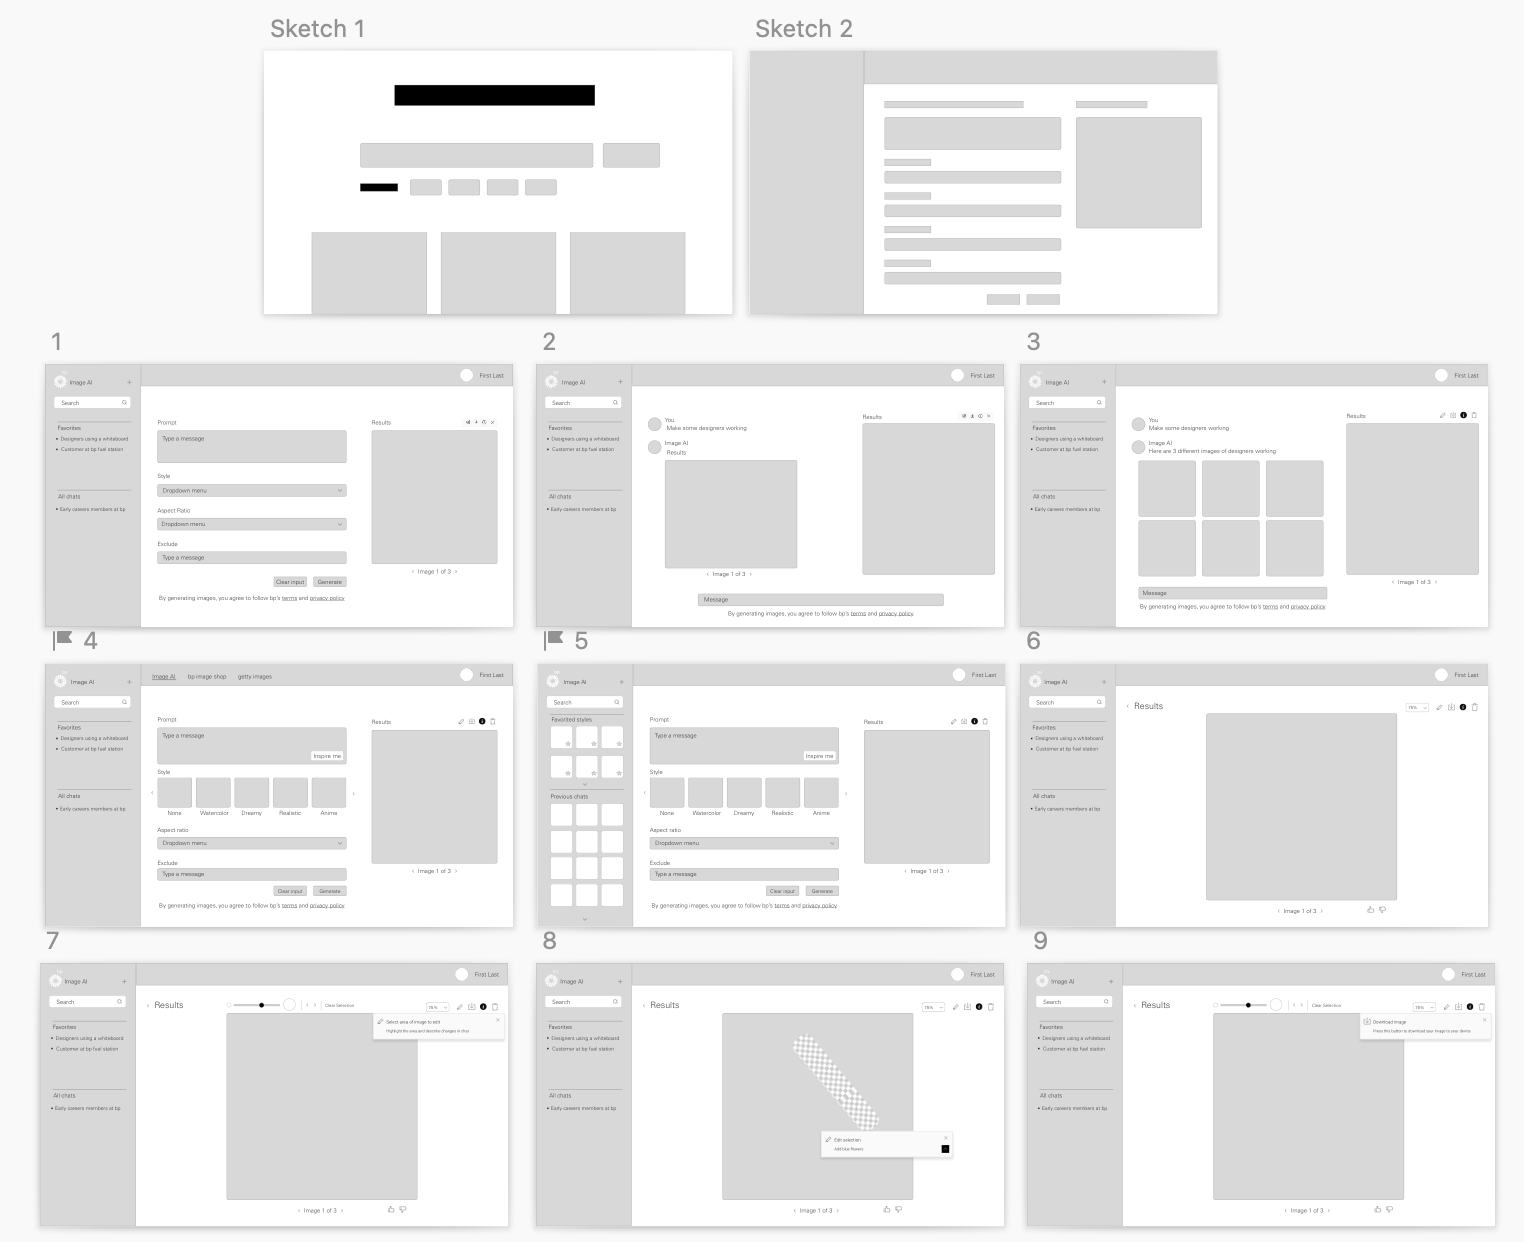 Sketch 1
Sketch 2
1
Image AI +
First Last
Search
Favorites
• Designers using a whiteboard
• Customer at bp fuel station
All chats
• Early careers members at bp
Prompt
Type a message
Style
Dropdown menu
Aspect Ratio
Dropdown menu
Exclude
Type a message
Clear input
Generate
By generating images, you agree to follow bp's terms and privacy policy
Results
‹ Image 1 of 3 ›
2
Image AI +
First Last
Search
Favorites
• Designers using a whiteboard
• Customer at bp fuel station
All chats
• Early careers members at bp
You
Make some designers working
Image AI
Results
‹ Image 1 of 3 ›
Results
Message
By generating images, you agree to follow bp's terms and privacy policy
3
Image AI +
First Last
Search
Favorites
• Designers using a whiteboard
• Customer at bp fuel station
All chats
• Early careers members at bp
You
Make some designers working
Image AI
Here are 3 different images of designers working
Message
By generating images, you agree to follow bp's terms and privacy policy
Results
‹ Image 1 of 3 ›
4
Image AI +
Image AI bp image shop getty images
First Last
Search
Favorites
• Designers using a whiteboard
• Customer at bp fuel station
All chats
• Early careers members at bp
Prompt
Type a message
Inspire me
Style
None Watercolor Dreamy Realistic Anime
Aspect ratio
Dropdown menu
Exclude
Type a message
Clear input
Generate
By generating images, you agree to follow bp's terms and privacy policy
Results
‹ Image 1 of 3 ›
5
Image AI +
First Last
Search
Favorited styles
Previous chats
Prompt
Type a message
Inspire me
Style
None Watercolor Dreamy Realistic Anime
Aspect ratio
Dropdown menu
Exclude
Type a message
Clear input
Generate
By generating images, you agree to follow bp's terms and privacy policy
Results
‹ Image 1 of 3 ›
6
Image AI +
First Last
Search
Favorites
• Designers using a whiteboard
• Customer at bp fuel station
All chats
• Early careers members at bp
‹ Results
75%
‹ Image 1 of 3 ›
7
Image AI +
First Last
Search
Favorites
• Designers using a whiteboard
• Customer at bp fuel station
All chats
• Early careers members at bp
‹ Results
Clear Selection
75%
Select area of image to edit
Highlight the area and describe changes in chat
‹ Image 1 of 3 ›
8
Image AI +
First Last
Search
Favorites
• Designers using a whiteboard
• Customer at bp fuel station
All chats
• Early careers members at bp
‹ Results
75%
Edit selection
Add blue flowers
‹ Image 1 of 3 ›
9
Image AI +
First Last
Search
Favorites
• Designers using a whiteboard
• Customer at bp fuel station
All chats
• Early careers members at bp
‹ Results
Clear Selection
75%
Download image
Press this button to download your image to your device
‹ Image 1 of 3 ›